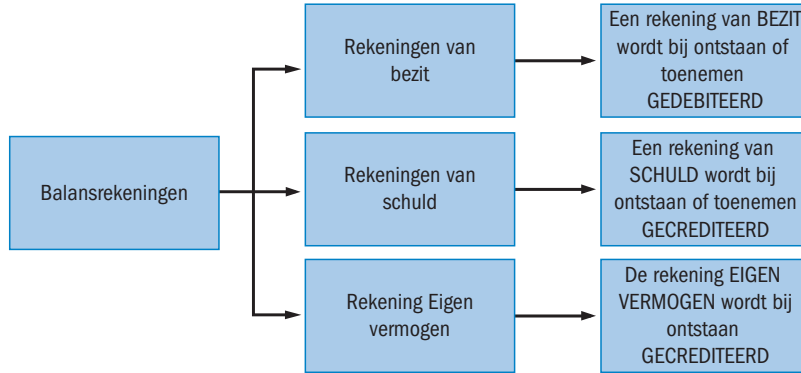 Balansrekeningen
Rekeningen van
bezit
Een rekening van BEZIT
wordt bij ontstaan of
toenemen
GEDEBITEERD
Rekeningen van
schuld
Een rekening van
SCHULD wordt bij
ontstaan of toenemen
GECREDITEERD
Rekening Eigen
vermogen
De rekening EIGEN
VERMOGEN wordt bij
ontstaan
GECREDITEERD